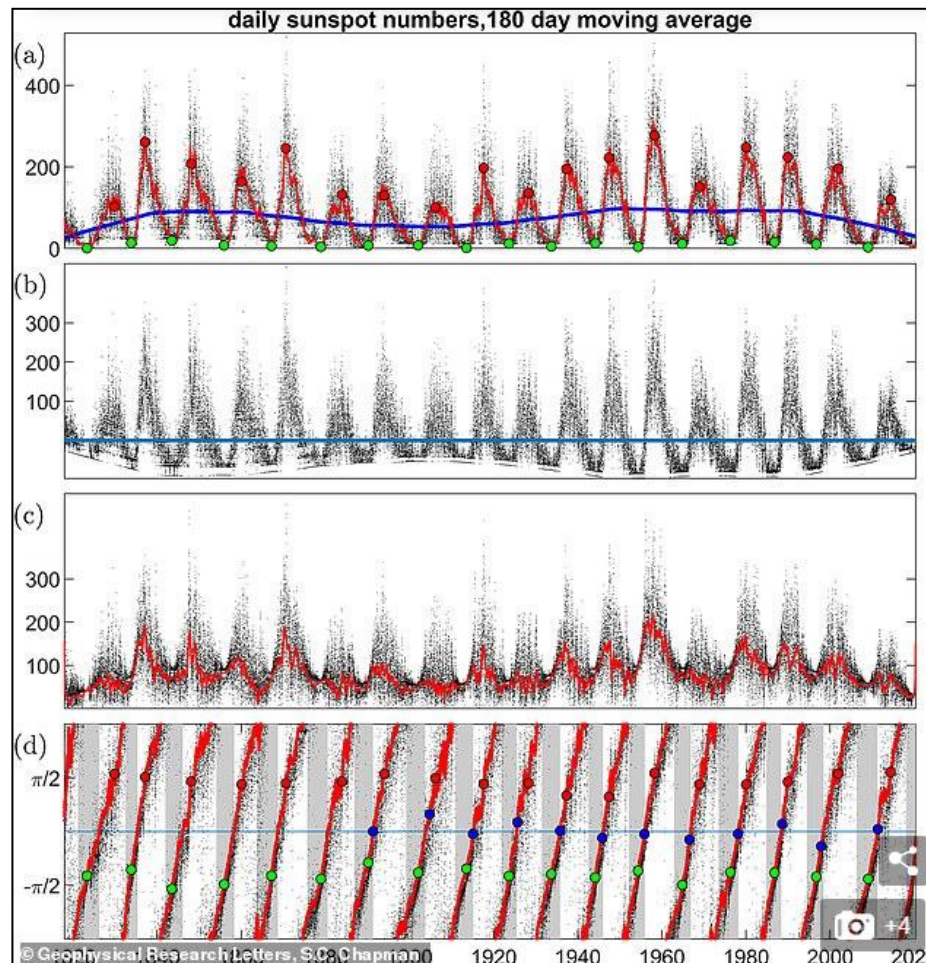 daily sunspot numbers,180 day moving average
(a)
400
200
0
(b)
300
200
100
(c)
300
200
100
(d)
π/2
-π/2
+4
© Geophysical Research Letters, S.C. Chapman
1920
1940
1960
1980
2000